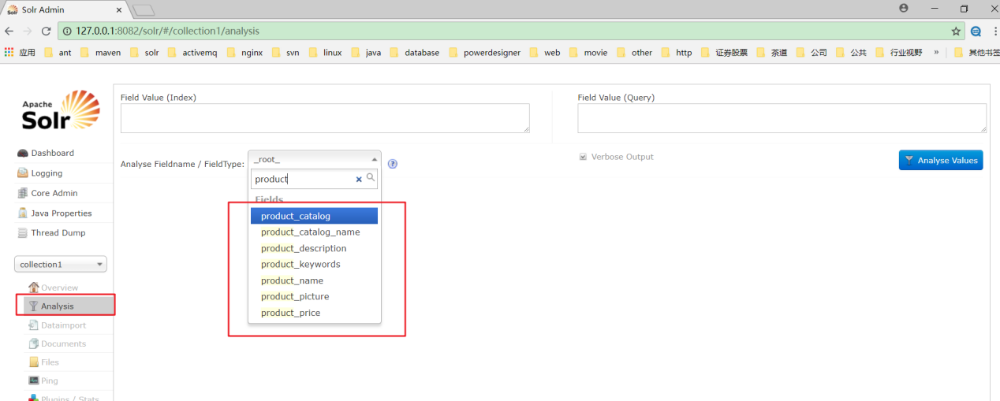 Solr Admin
127.0.0.1:8082/solr/#/collection1/analysis
应用 ant maven solr activemq nginx svn linux java database powerdesigner web movie other http 证券股票 茶道 公司 公共 行业视野 » 其他书签
Apache
Solr
Dashboard
Logging
Core Admin
Java Properties
Thread Dump
collection1
Overview
Analysis
Dataimport
Documents
Files
Ping
Plugins / Stats
Field Value (Index)
Field Value (Query)
Analyse Fieldname / FieldType: _root_
Verbose Output
Analyse Values
product
Fields
product_catalog
product_catalog_name
product_description
product_keywords
product_name
product_picture
product_price